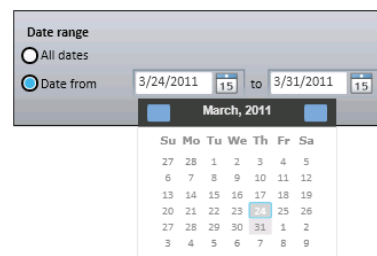 Date range
All dates
Date from 3/24/2011 15 to 3/31/2011 15
March, 2011
Su Mo Tu We Th Fr Sa
27 28 1 2 3 4 5
6 7 8 9 10 11 12
13 14 15 16 17 18 19
20 21 22 23 24 25 26
27 28 29 30 31 1 2
3 4 5 6 7 8 9